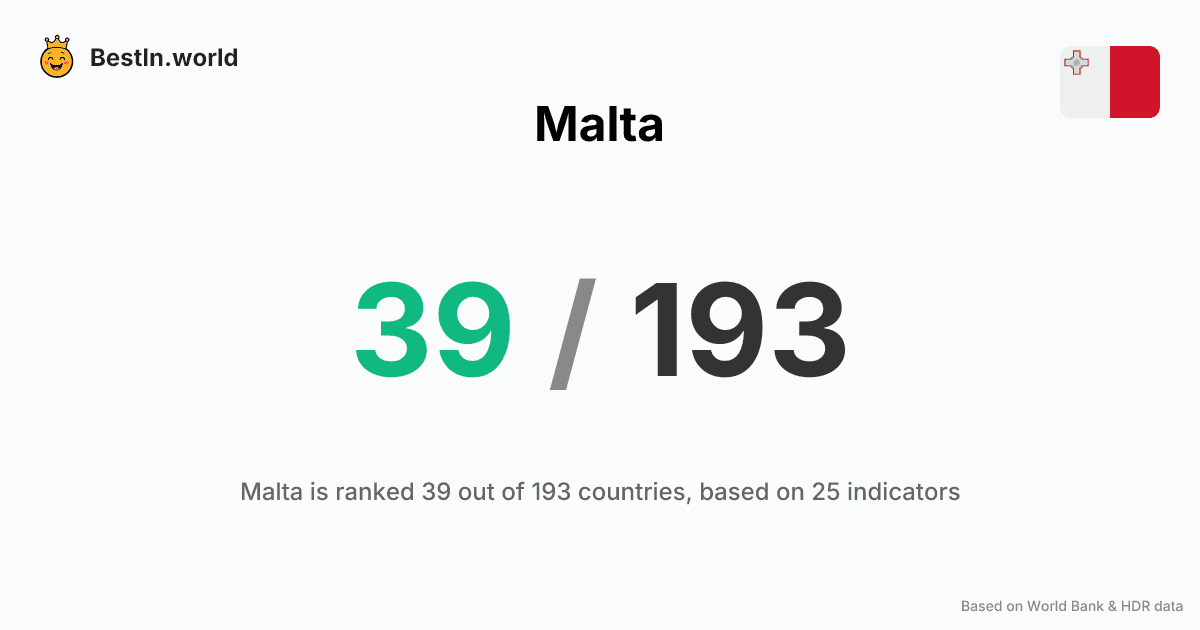 BestIn.world
Malta
39 / 193
Malta is ranked 39 out of 193 countries, based on 25 indicators
Based on World Bank & HDR data